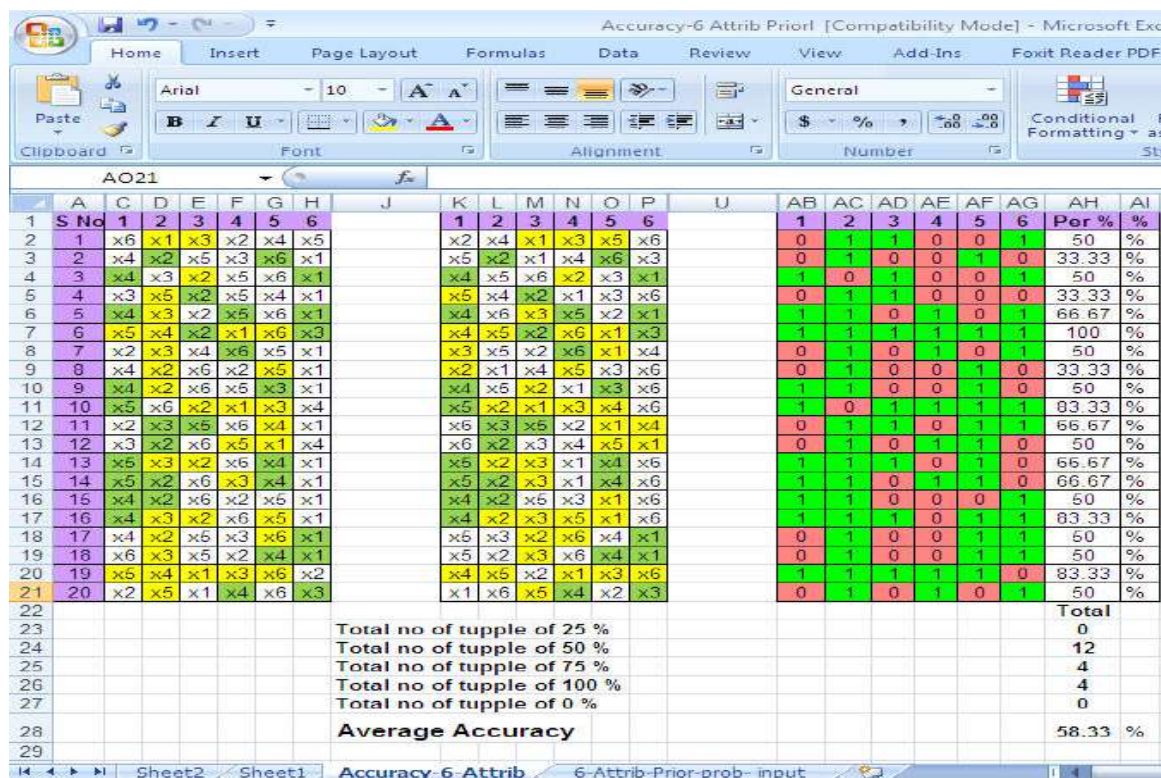 Accuracy-6 Attrib PriorI [Compatibility Mode] - Microsoft Exc
Home Insert Page Layout Formulas Data Review View Add-Ins Foxit Reader PDF
Paste Arial 10 A A General
B I U $ % , Conditional
Formatting
Clipboard Font Alignment Number
AO21 fx
A C D E F G H J K L M N O P U AB AC AD AE AF AG AH AI
1 S No 1 2 3 4 5 6 1 2 3 4 5 6 1 2 3 4 5 6 Per % %
2 1 x6 x1 x3 x2 x4 x5 x2 x4 x1 x3 x5 x6 0 1 1 0 0 1 50 %
3 2 x4 x2 x5 x3 x6 x1 x5 x2 x1 x4 x6 x3 0 1 0 0 1 0 33.33 %
4 3 x4 x3 x2 x5 x6 x1 x4 x5 x6 x2 x3 x1 1 0 1 0 0 1 50 %
5 4 x3 x5 x2 x5 x4 x1 x5 x4 x2 x1 x3 x6 0 1 1 0 0 0 33.33 %
6 5 x4 x3 x2 x5 x6 x1 x4 x6 x3 x5 x2 x1 1 1 0 1 0 1 66.67 %
7 6 x5 x4 x2 x1 x6 x3 x4 x5 x2 x6 x1 x3 1 1 1 1 1 1 100 %
8 7 x2 x3 x4 x6 x5 x1 x3 x5 x2 x6 x1 x4 0 1 0 1 0 1 50 %
9 8 x4 x2 x6 x2 x5 x1 x2 x1 x4 x5 x3 x6 0 1 0 0 1 0 33.33 %
10 9 x4 x2 x6 x5 x3 x1 x4 x5 x2 x1 x3 x6 1 1 0 0 1 0 50 %
11 10 x5 x6 x2 x1 x3 x4 x5 x2 x1 x3 x4 x6 1 0 1 1 1 1 83.33 %
12 11 x2 x3 x5 x6 x4 x1 x6 x3 x5 x2 x1 x4 0 1 1 0 1 1 66.67 %
13 12 x3 x2 x6 x5 x1 x4 x6 x2 x3 x4 x5 x1 0 1 0 1 1 0 50 %
14 13 x5 x3 x2 x6 x4 x1 x5 x2 x3 x1 x4 x6 1 1 1 0 1 0 66.67 %
15 14 x5 x2 x6 x3 x4 x1 x5 x2 x3 x1 x4 x6 1 1 0 1 1 0 66.67 %
16 15 x4 x2 x6 x2 x5 x1 x4 x2 x5 x3 x1 x6 1 1 0 0 0 1 50 %
17 16 x4 x3 x2 x6 x5 x1 x4 x2 x3 x5 x1 x6 1 1 1 0 1 1 83.33 %
18 17 x4 x2 x5 x3 x6 x1 x5 x3 x2 x6 x4 x1 0 1 0 0 1 1 50 %
19 18 x6 x3 x5 x2 x4 x1 x5 x2 x3 x6 x4 x1 0 1 0 0 1 1 50 %
20 19 x5 x4 x1 x3 x6 x2 x4 x5 x2 x1 x3 x6 1 1 1 1 1 0 83.33 %
21 20 x2 x5 x1 x4 x6 x3 x1 x6 x5 x4 x2 x3 0 1 0 1 0 1 50 %
22 Total
23 Total no of tupple of 25 % 0
24 Total no of tupple of 50 % 12
25 Total no of tupple of 75 % 4
26 Total no of tupple of 100 % 4
27 Total no of tupple of 0 % 0
28 Average Accuracy 58.33 %
29
Sheet2 Sheet1 Accuracy-6-Attrib 6-Attrib-Prior-prob- input